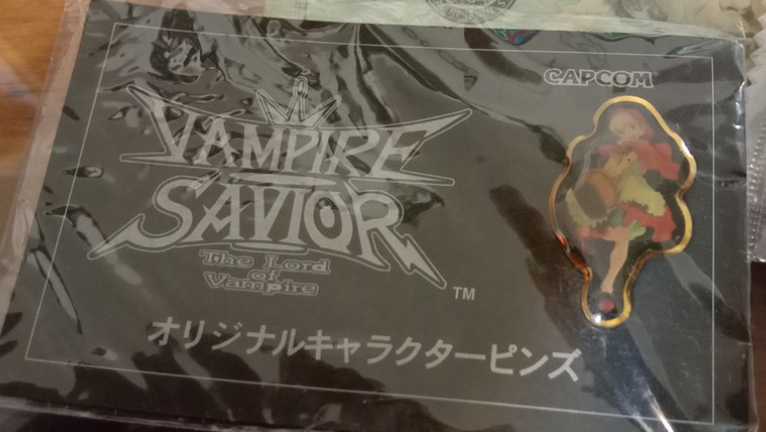 CAPCOM
VAMPIRE
SAVIOR
The Lord
of
Vampire
TM
オリジナルキャラクターピンズ